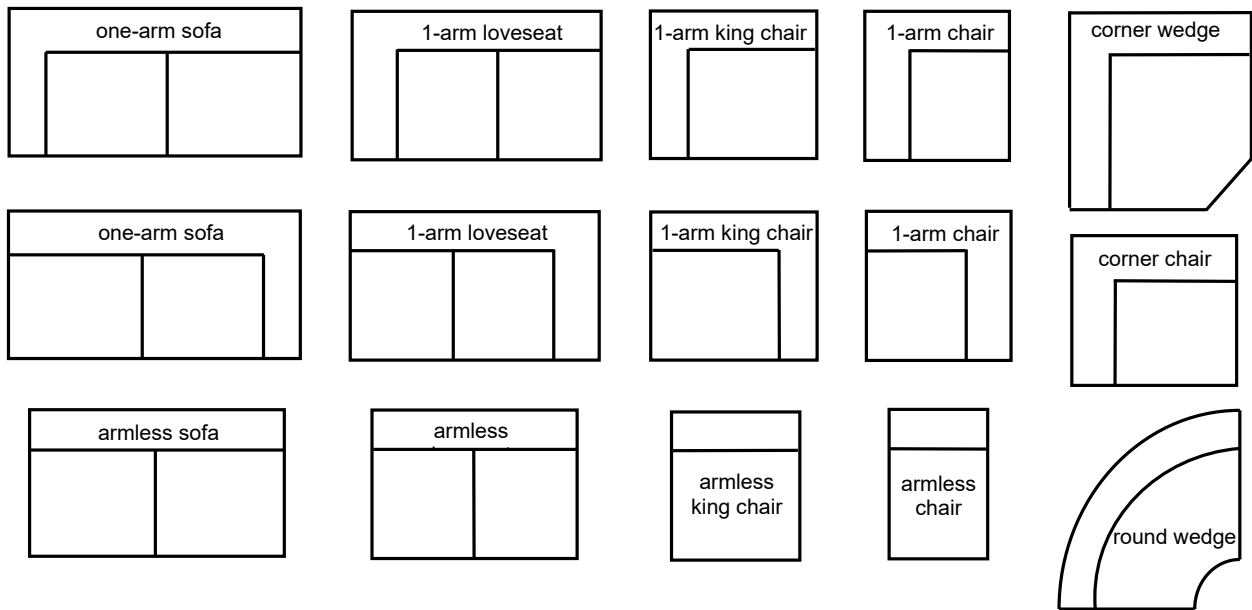 one-arm sofa
1-arm loveseat
1-arm king chair
1-arm chair
corner wedge
one-arm sofa
1-arm loveseat
1-arm king chair
1-arm chair
corner chair
armless sofa
armless
armless
king chair
armless
chair
round wedge